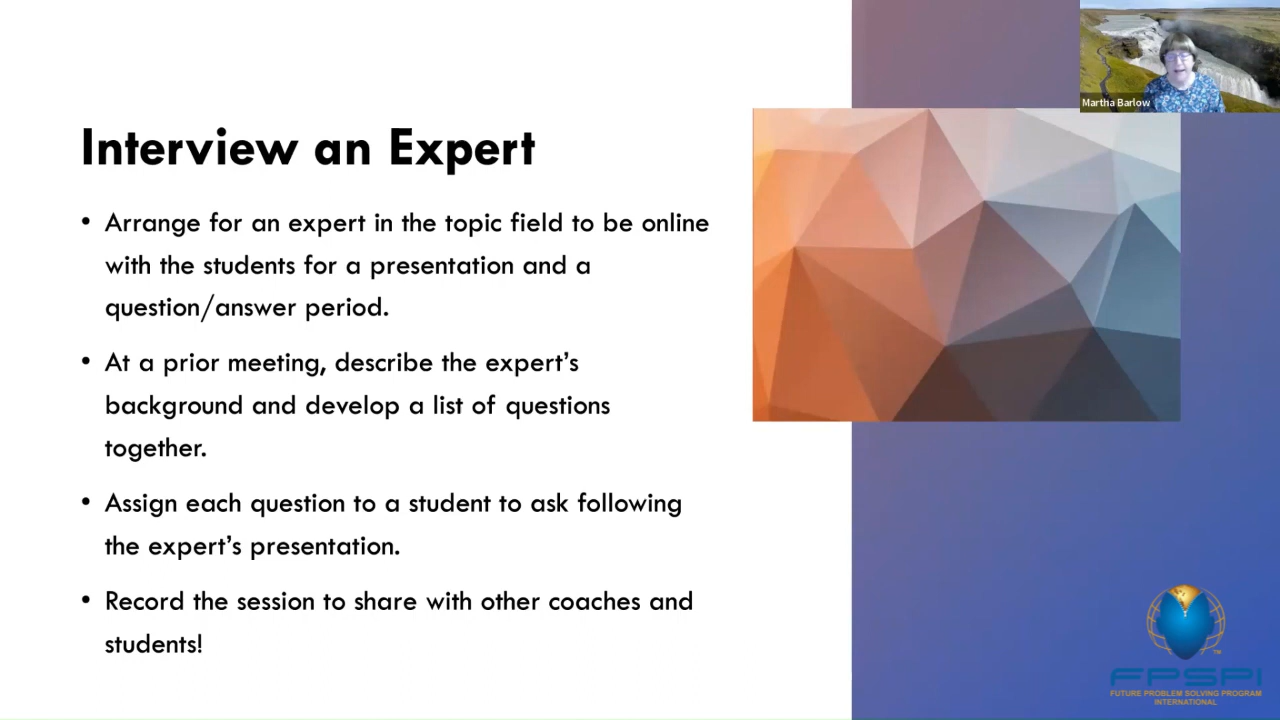 Martha Barlow
Interview an Expert
• Arrange for an expert in the topic field to be online
with the students for a presentation and a
question/answer period.
• At a prior meeting, describe the expert’s
background and develop a list of questions
together.
• Assign each question to a student to ask following
the expert’s presentation.
• Record the session to share with other coaches and
students!
TM
FPSPI
FUTURE PROBLEM SOLVING PROGRAM
INTERNATIONAL